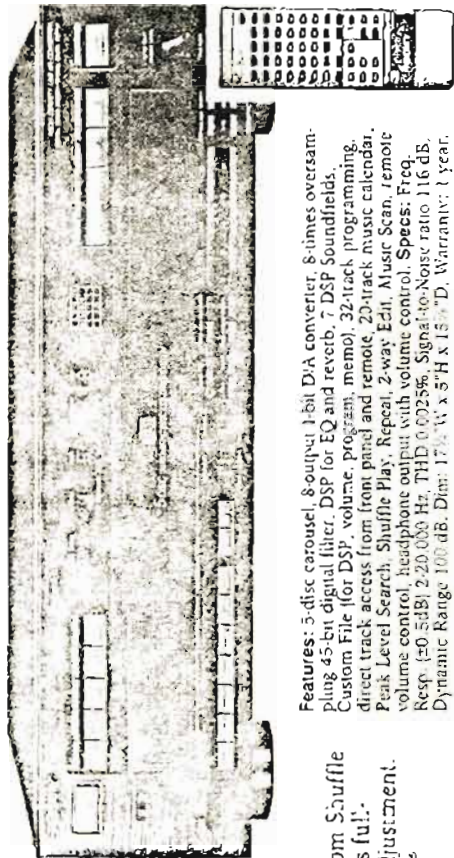 Features: 5-disc carousel, 8-output 1-bit D/A converter, 8-times oversam-
pling 45-bit digital filter, DSP for EQ and reverb, 7 DSP Soundfields,
Custom File (for DSP, volume, program, memo), 32-track programming,
direct track access from front panel and remote, 20-track music calendar,
Peak Level Search, Shuffle Play, Repeat, 2-way Edit, Music Scan, remote
volume control, headphone output with volume control. Specs: Freq.
Resp. (±0.5dB) 2-20,000 Hz, THD 0.0025%, Signal-to-Noise ratio 116 dB,
Dynamic Range 100 dB. Dim: 17 "W x 5"H x 15 "D. Warranty: 1 year.
om Shuffle
s full-
justment.